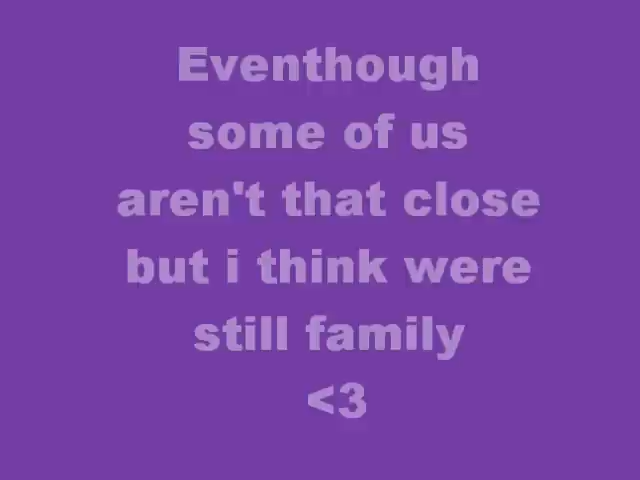 Eventhough
some of us
aren't that close
but i think were
still family
<3